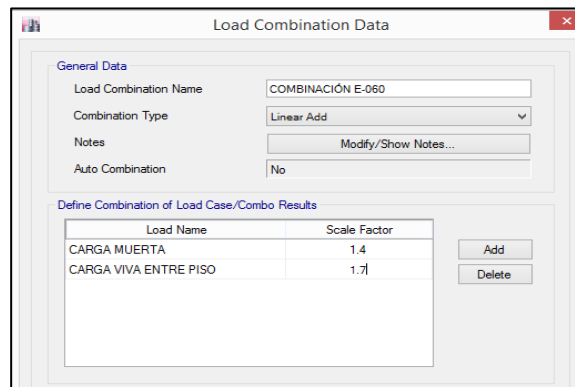 Load Combination Data
General Data
Load Combination Name COMBINACIÓN E-060
Combination Type Linear Add
Notes Modify/Show Notes...
Auto Combination No
Define Combination of Load Case/Combo Results
Load Name Scale Factor
CARGA MUERTA 1.4 Add
CARGA VIVA ENTRE PISO 1.7 Delete